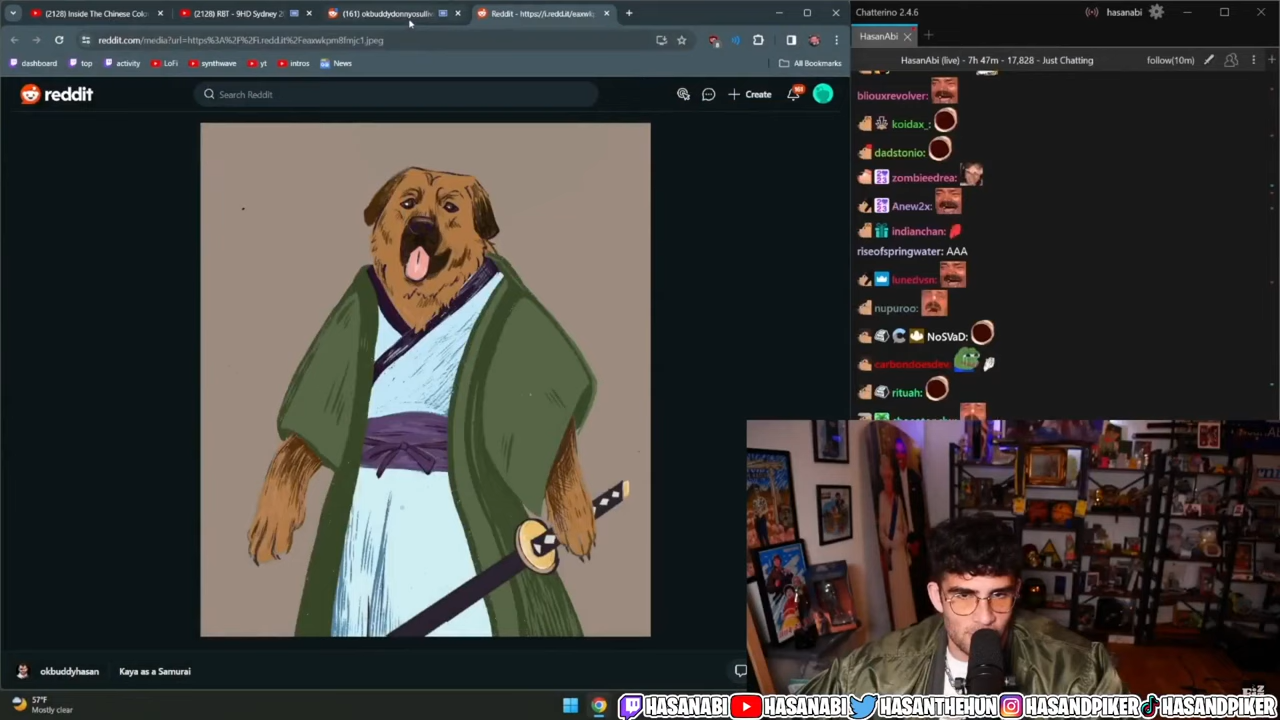 (2128) Inside The Chinese Colo
(2128) RBT - 9HD Sydney 2
(161) okbuddydonnyosulliv
Reddit - https://i.redd.it/eaxwkp
reddit.com/media?url=https%3A%2F%2Fi.redd.it%2Feaxwkpm8fmjc1.jpeg
dashboard
top
activity
LoFi
synthwave
yt
intros
News
All Bookmarks
reddit
Search Reddit
Create
okbuddyhasan
Kaya as a Samurai
57°F
Mostly clear
Chatterino 2.4.6
hasanabi
HasanAbi
HasanAbi (live) - 7h 47m - 17,828 - Just Chatting
follow(10m)
bliouxrevolver:
koidax_:
dadstonio:
zombieedrea:
Anew2x:
indianchan:
riseofspringwater: AAA
lunedvsn:
nupuroo:
NoSVaD:
carbondoesdev:
rituah:
HASANABI
HASANABI
HASANTHEHUN
HASANDPIKER
HASANDPIKER